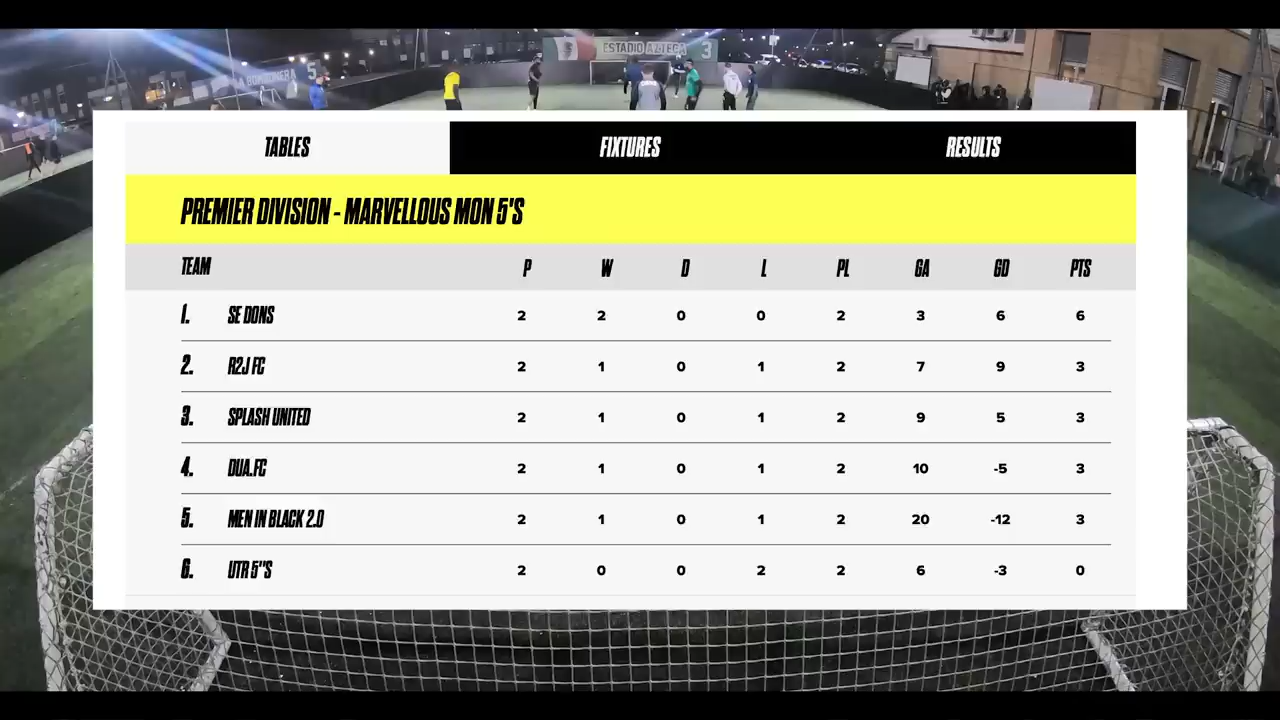 ESTADIO AZTECA 3
BOMBONERA 5
TABLES FIXTURES RESULTS
PREMIER DIVISION - MARVELLOUS MON 5'S
TEAM P W D L PL GA GD PTS
1. SE DONS 2 2 0 0 2 3 6 6
2. R2J FC 2 1 0 1 2 7 9 3
3. SPLASH UNITED 2 1 0 1 2 9 5 3
4. DUA.FC 2 1 0 1 2 10 -5 3
5. MEN IN BLACK 2.0 2 1 0 1 2 20 -12 3
6. UTR 5"S 2 0 0 2 2 6 -3 0